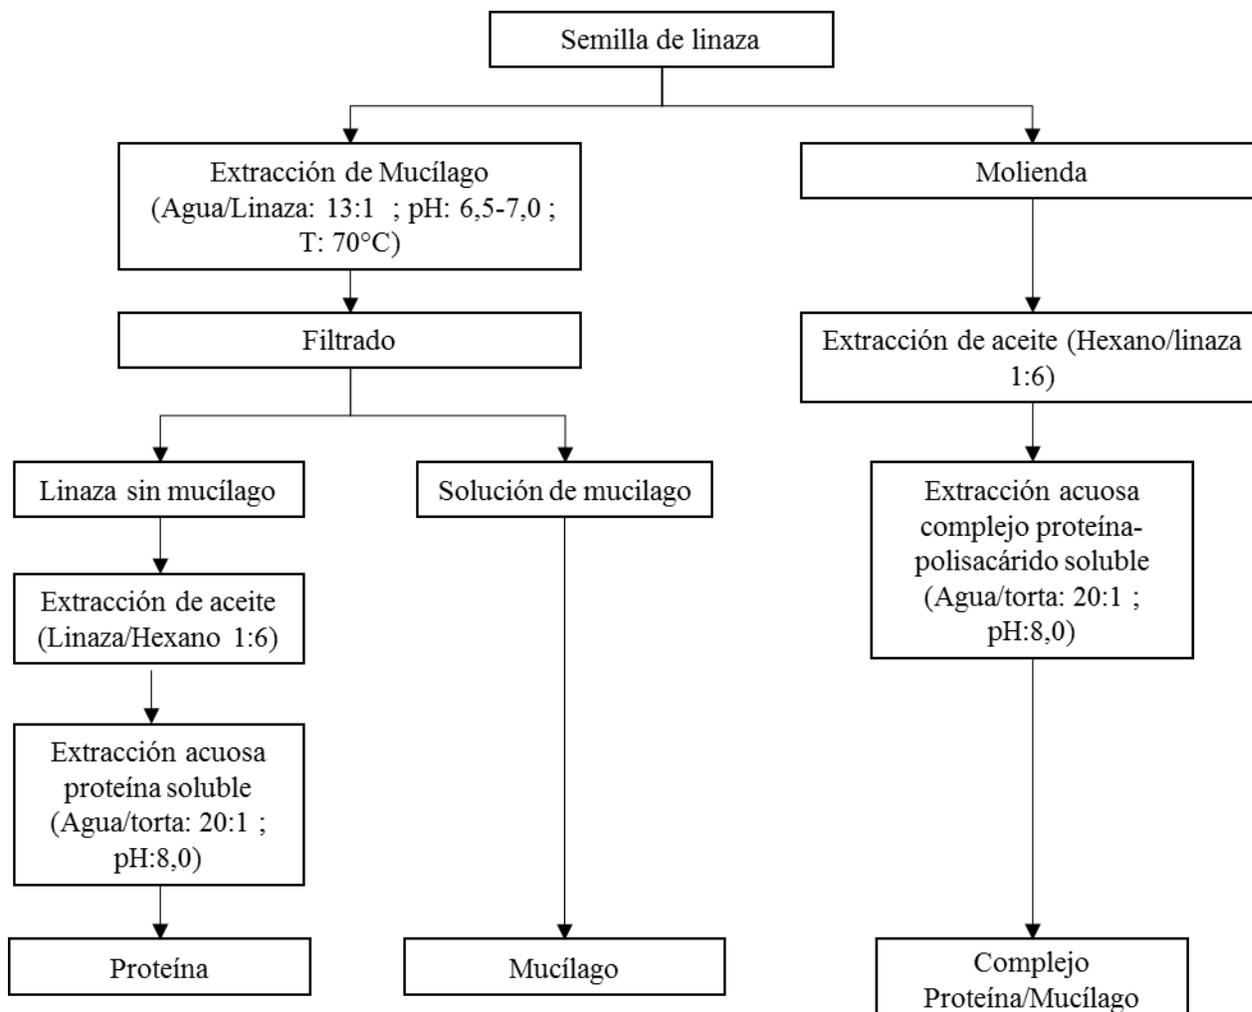 Semilla de linaza
Extracción de Mucílago
(Agua/Linaza: 13:1 ; pH: 6,5-7,0 ;
T: 70°C)
Molienda
Filtrado
Extracción de aceite (Hexano/linaza
1:6)
Linaza sin mucílago
Solución de mucilago
Extracción acuosa
complejo proteína-
polisacárido soluble
(Agua/torta: 20:1 ;
pH:8,0)
Extracción de aceite
(Linaza/Hexano 1:6)
Extracción acuosa
proteína soluble
(Agua/torta: 20:1 ;
pH:8,0)
Proteína
Mucílago
Complejo
Proteína/Mucílago